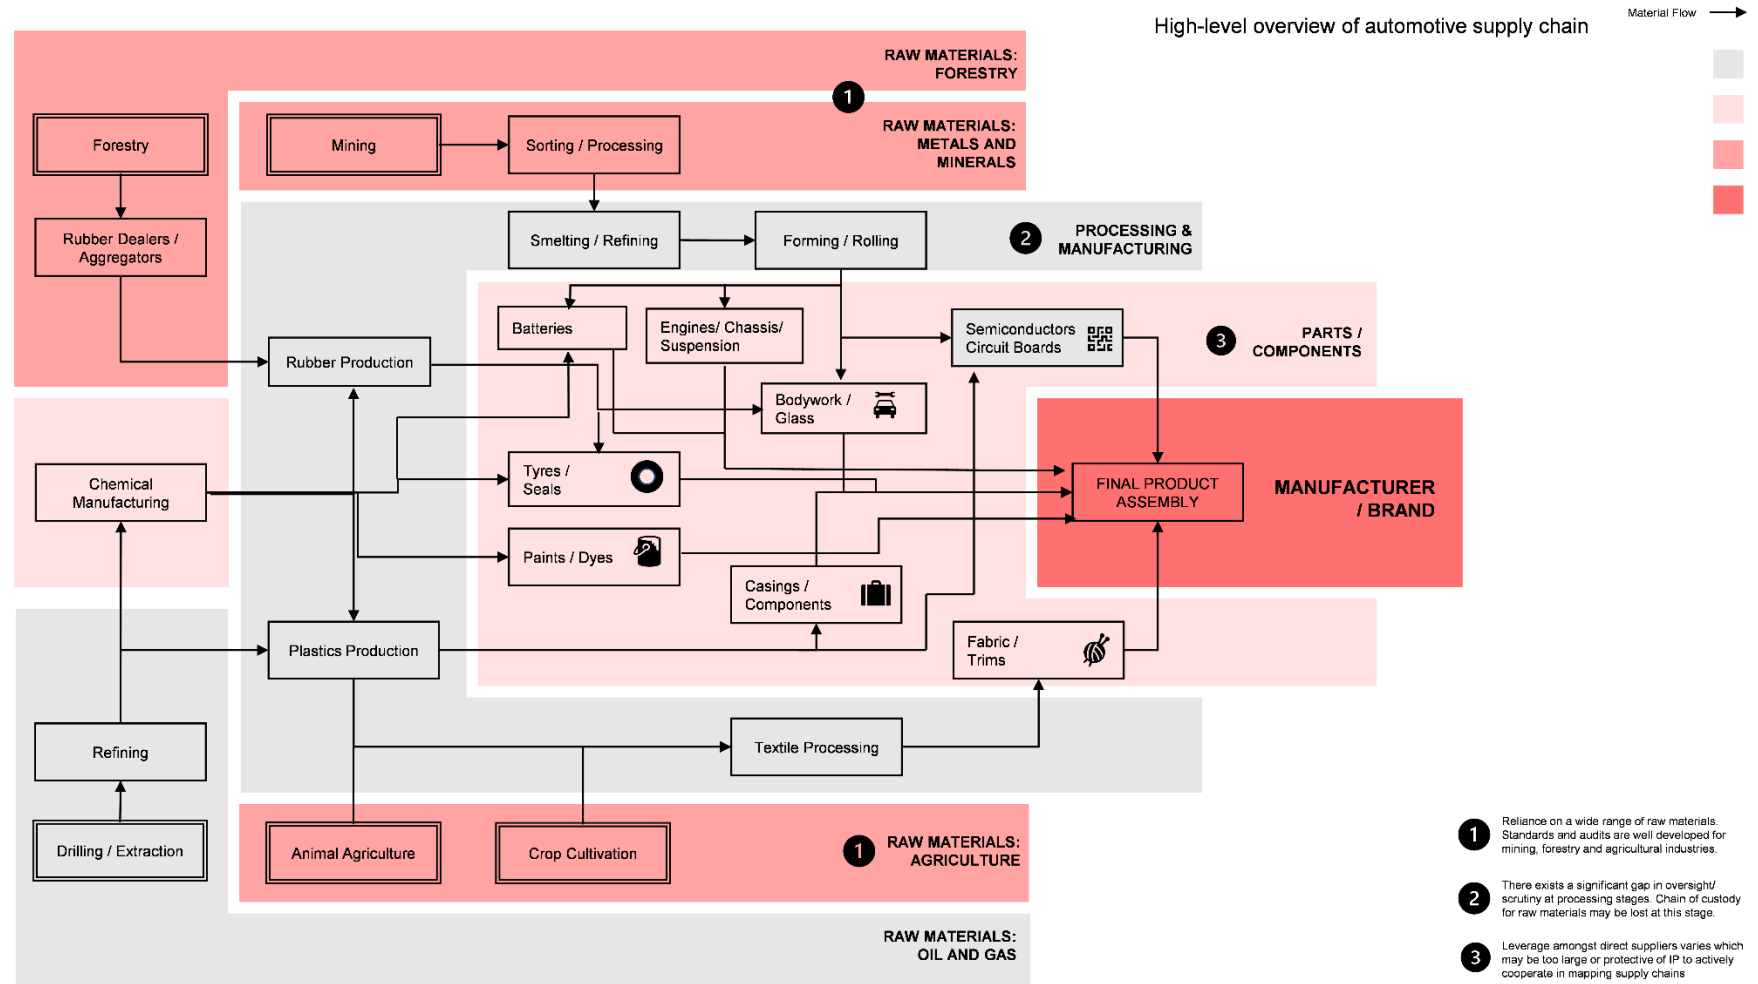 Material Flow
High-level overview of automotive supply chain
RAW MATERIALS:
FORESTRY
1
RAW MATERIALS:
METALS AND
MINERALS
Forestry
Mining
Sorting / Processing
Rubber Dealers /
Aggregators
Smelting / Refining
Forming / Rolling
2
PROCESSING &
MANUFACTURING
Batteries
Engines/ Chassis/
Suspension
Semiconductors
Circuit Boards
3
PARTS /
COMPONENTS
Rubber Production
Bodywork /
Glass
Chemical
Manufacturing
Tyres /
Seals
FINAL PRODUCT
ASSEMBLY
MANUFACTURER
/ BRAND
Paints / Dyes
Casings /
Components
Plastics Production
Fabric /
Trims
Refining
Textile Processing
Drilling / Extraction
Animal Agriculture
Crop Cultivation
1
RAW MATERIALS:
AGRICULTURE
RAW MATERIALS:
OIL AND GAS
1
Reliance on a wide range of raw materials.
Standards and audits are well developed for
mining, forestry and agricultural industries.
2
There exists a significant gap in oversight/
scrutiny at processing stages. Chain of custody
for raw materials may be lost at this stage.
3
Leverage amongst direct suppliers varies which
may be too large or protective of IP to actively
cooperate in mapping supply chains